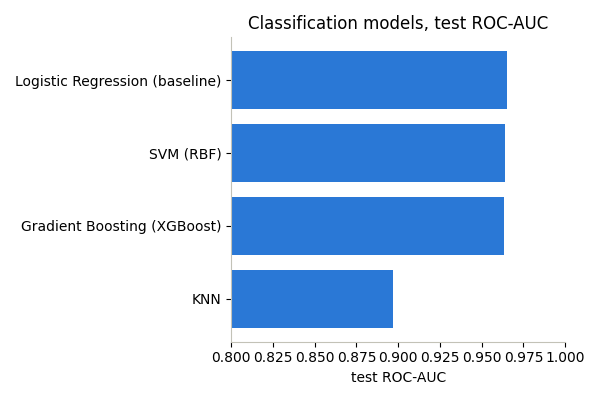 Classification models, test ROC-AUC
Logistic Regression (baseline)
SVM (RBF)
Gradient Boosting (XGBoost)
KNN
0.800 0.825 0.850 0.875 0.900 0.925 0.950 0.975 1.000
test ROC-AUC